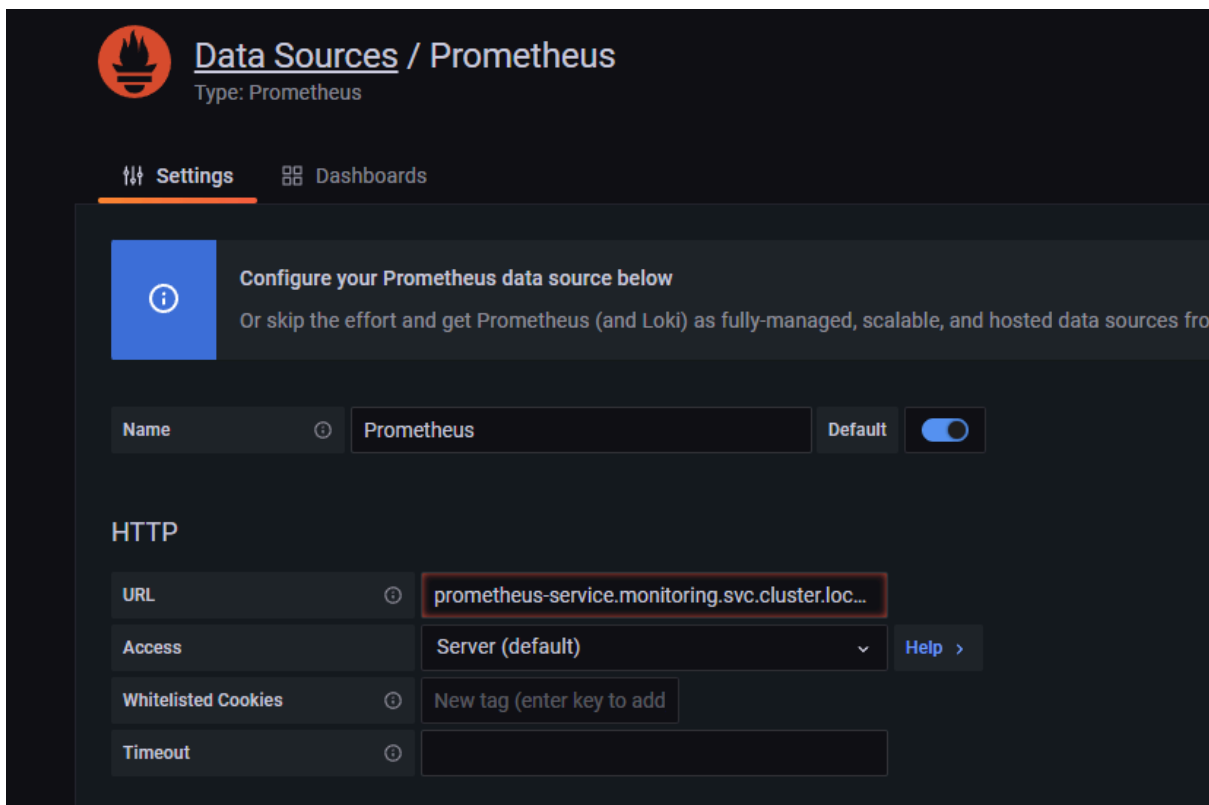 Data Sources / Prometheus
Type: Prometheus
Settings Dashboards
Configure your Prometheus data source below
Or skip the effort and get Prometheus (and Loki) as fully-managed, scalable, and hosted data sources fro
Name Prometheus Default
HTTP
URL prometheus-service.monitoring.svc.cluster.loc...
Access Server (default) Help >
Whitelisted Cookies New tag (enter key to add
Timeout